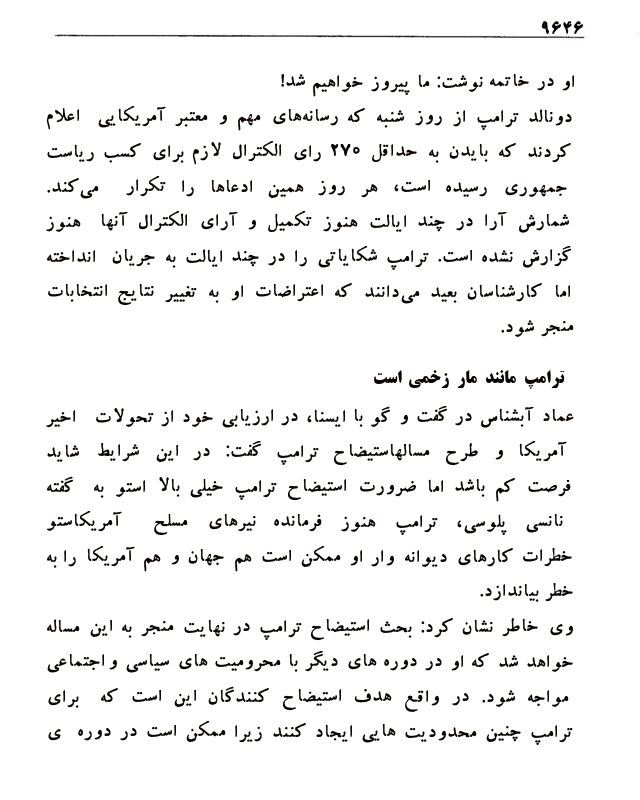 ۹۶۴۶
او در خاتمه نوشت: ما پیروز خواهیم شد!
دونالد ترامپ از روز شنبه که رسانه‌های مهم و معتبر آمریکایی اعلام
کردند که بایدن به حداقل ۲۷۰ رای الکترال لازم برای کسب ریاست
جمهوری رسیده است، هر روز همین ادعاها را تکرار می‌کند.
شمارش آرا در چند ایالت هنوز تکمیل و آرای الکترال آنها هنوز
گزارش نشده است. ترامپ شکایاتی را در چند ایالت به جریان انداخته
اما کارشناسان بعید می‌دانند که اعتراضات او به تغییر نتایج انتخابات
منجر شود.
ترامپ مانند مار زخمی است
عماد آبشناس در گفت و گو با ایسنا، در ارزیابی خود از تحولات اخیر
آمریکا و طرح مسالهاستیضاح ترامپ گفت: در این شرایط شاید
فرصت کم باشد اما ضرورت استیضاح ترامپ خیلی بالا استو به گفته
نانسی پلوسی، ترامپ هنوز فرمانده نیرهای مسلح آمریکاستو
خطرات کارهای دیوانه وار او ممکن است هم جهان و هم آمریکا را به
خطر بیاندازد.
وی خاطر نشان کرد: بحث استیضاح ترامپ در نهایت منجر به این مساله
خواهد شد که او در دوره های دیگر با محرومیت های سیاسی و اجتماعی
مواجه شود. در واقع هدف استیضاح کنندگان این است که برای
ترامپ چنین محدودیت هایی ایجاد کنند زیرا ممکن است در دوره ی